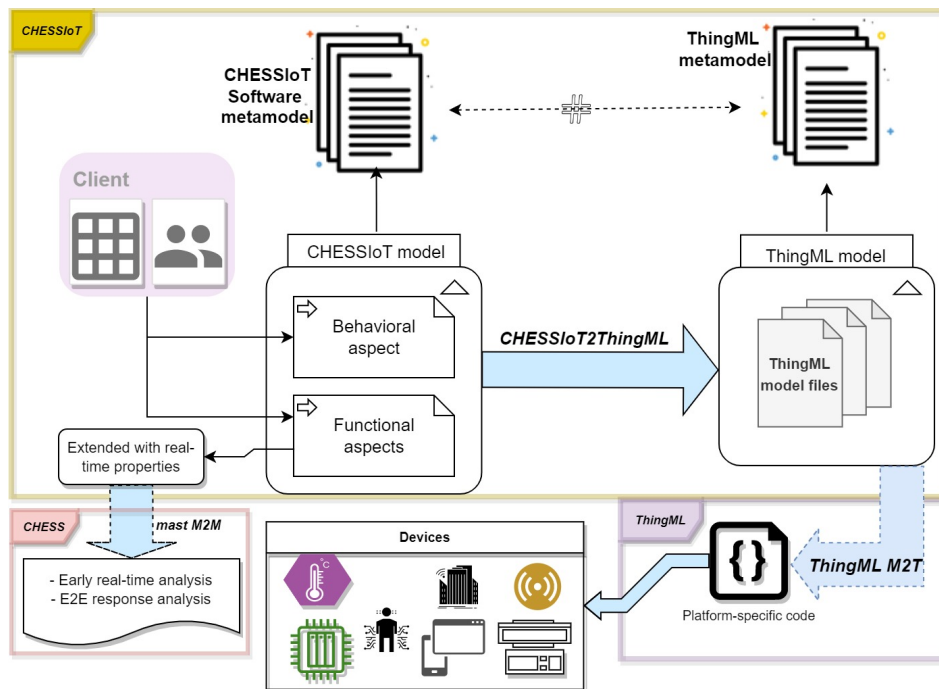 CHESSIoT
CHESSIoT
Software
metamodel
ThingML
metamodel
Client
CHESSIoT model
ThingML model
Behavioral
aspect
CHESSIoT2ThingML
ThingML
model files
Functional
aspects
Extended with real-
time properties
CHESS
mast M2M
- Early real-time analysis
- E2E response analysis
Devices
°C
ThingML
{ }
ThingML M2T
Platform-specific code